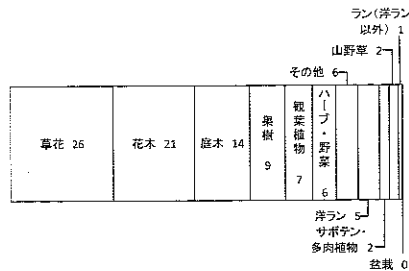 ラン(洋ラン
以外) 1
山野草 2
その他 6
草花 26
花木 21
庭木 14
果樹
9
観葉植物
7
ハーブ・野菜
6
洋ラン 5
サボテン・
多肉植物 2
盆栽 0